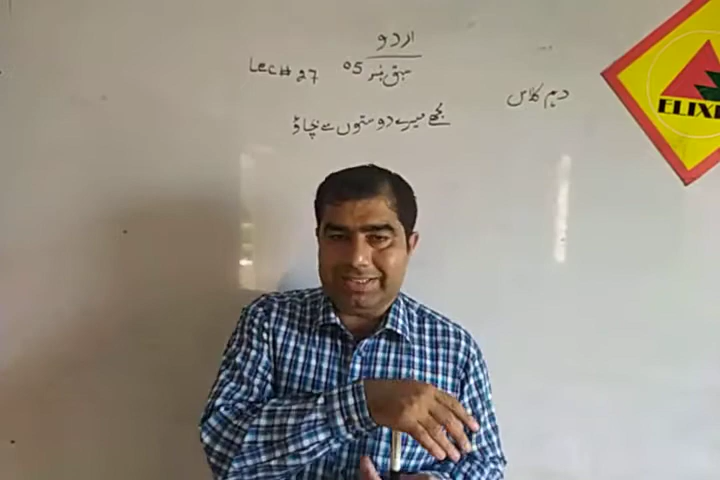 اردو
Lec# 27
سبق نمبر 05
دہم کلاس
مجھے میرے دوستوں سے بچاؤ
ELIXI